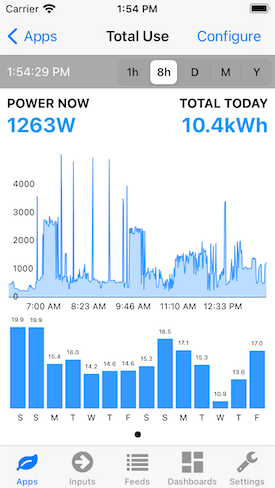 Carrier 1:54 PM
Apps Total Use Configure
1:54:29 PM 1h 8h D M Y
POWER NOW TOTAL TODAY
1263W 10.4kWh
4000
3000
2000
1000
0
7:00 AM 8:23 AM 9:46 AM 11:10 AM 12:33 PM
19.9 19.9 15.4 16.0 14.2 14.6 14.6 15.2 18.5 17.1 15.3 10.9 13.6 17.0
S S M T W T F S S M T W T F
Apps Inputs Feeds Dashboards Settings